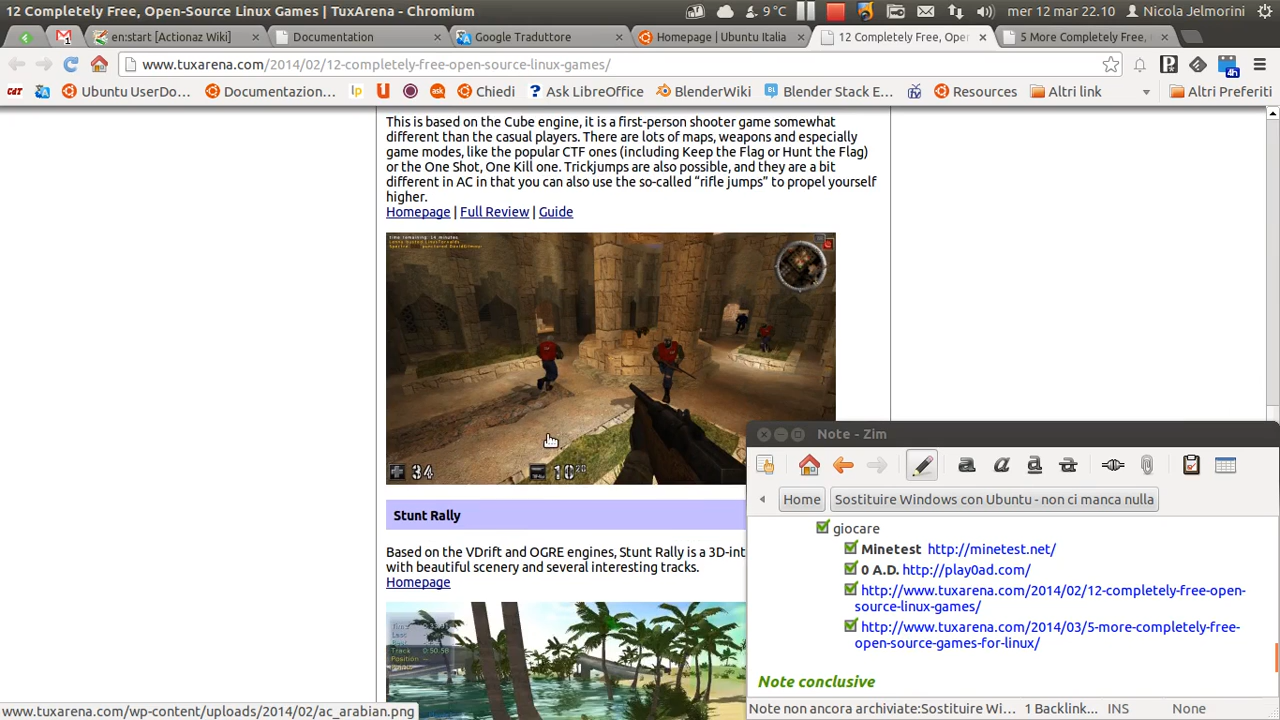 12 Completely Free, Open-Source Linux Games | TuxArena - Chromium
9 °C
mer 12 mar 22.10
Nicola Jelmorini
en:start [Actionaz Wiki]
Documentation
Google Traduttore
Homepage | Ubuntu Italia
12 Completely Free, Ope
5 More Completely Free,
www.tuxarena.com/2014/02/12-completely-free-open-source-linux-games/
4h
CAT
Ubuntu UserDo...
Documentazion...
lp
ask
Chiedi
Ask LibreOffice
BlenderWiki
Blender Stack E...
Resources
Altri link
Altri Preferiti
This is based on the Cube engine, it is a first-person shooter game somewhat
different than the casual players. There are lots of maps, weapons and especially
game modes, like the popular CTF ones (including Keep the Flag or Hunt the Flag)
or the One Shot, One Kill one. Trickjumps are also possible, and they are a bit
different in AC in that you can also use the so-called “rifle jumps” to propel yourself
higher.
Homepage | Full Review | Guide
34
10 20
Stunt Rally
Based on the VDrift and OGRE engines, Stunt Rally is a 3D-int
with beautiful scenery and several interesting tracks.
Homepage
Track 0:50.58
Position
Note - Zim
Home
Sostituire Windows con Ubuntu - non ci manca nulla
giocare
Minetest http://minetest.net/
0 A.D. http://play0ad.com/
http://www.tuxarena.com/2014/02/12-completely-free-open-
source-linux-games/
http://www.tuxarena.com/2014/03/5-more-completely-free-
open-source-games-for-linux/
Note conclusive
Note non ancora archiviate:Sostituire Wi...
1 Backlink...
INS
None
www.tuxarena.com/wp-content/uploads/2014/02/ac_arabian.png